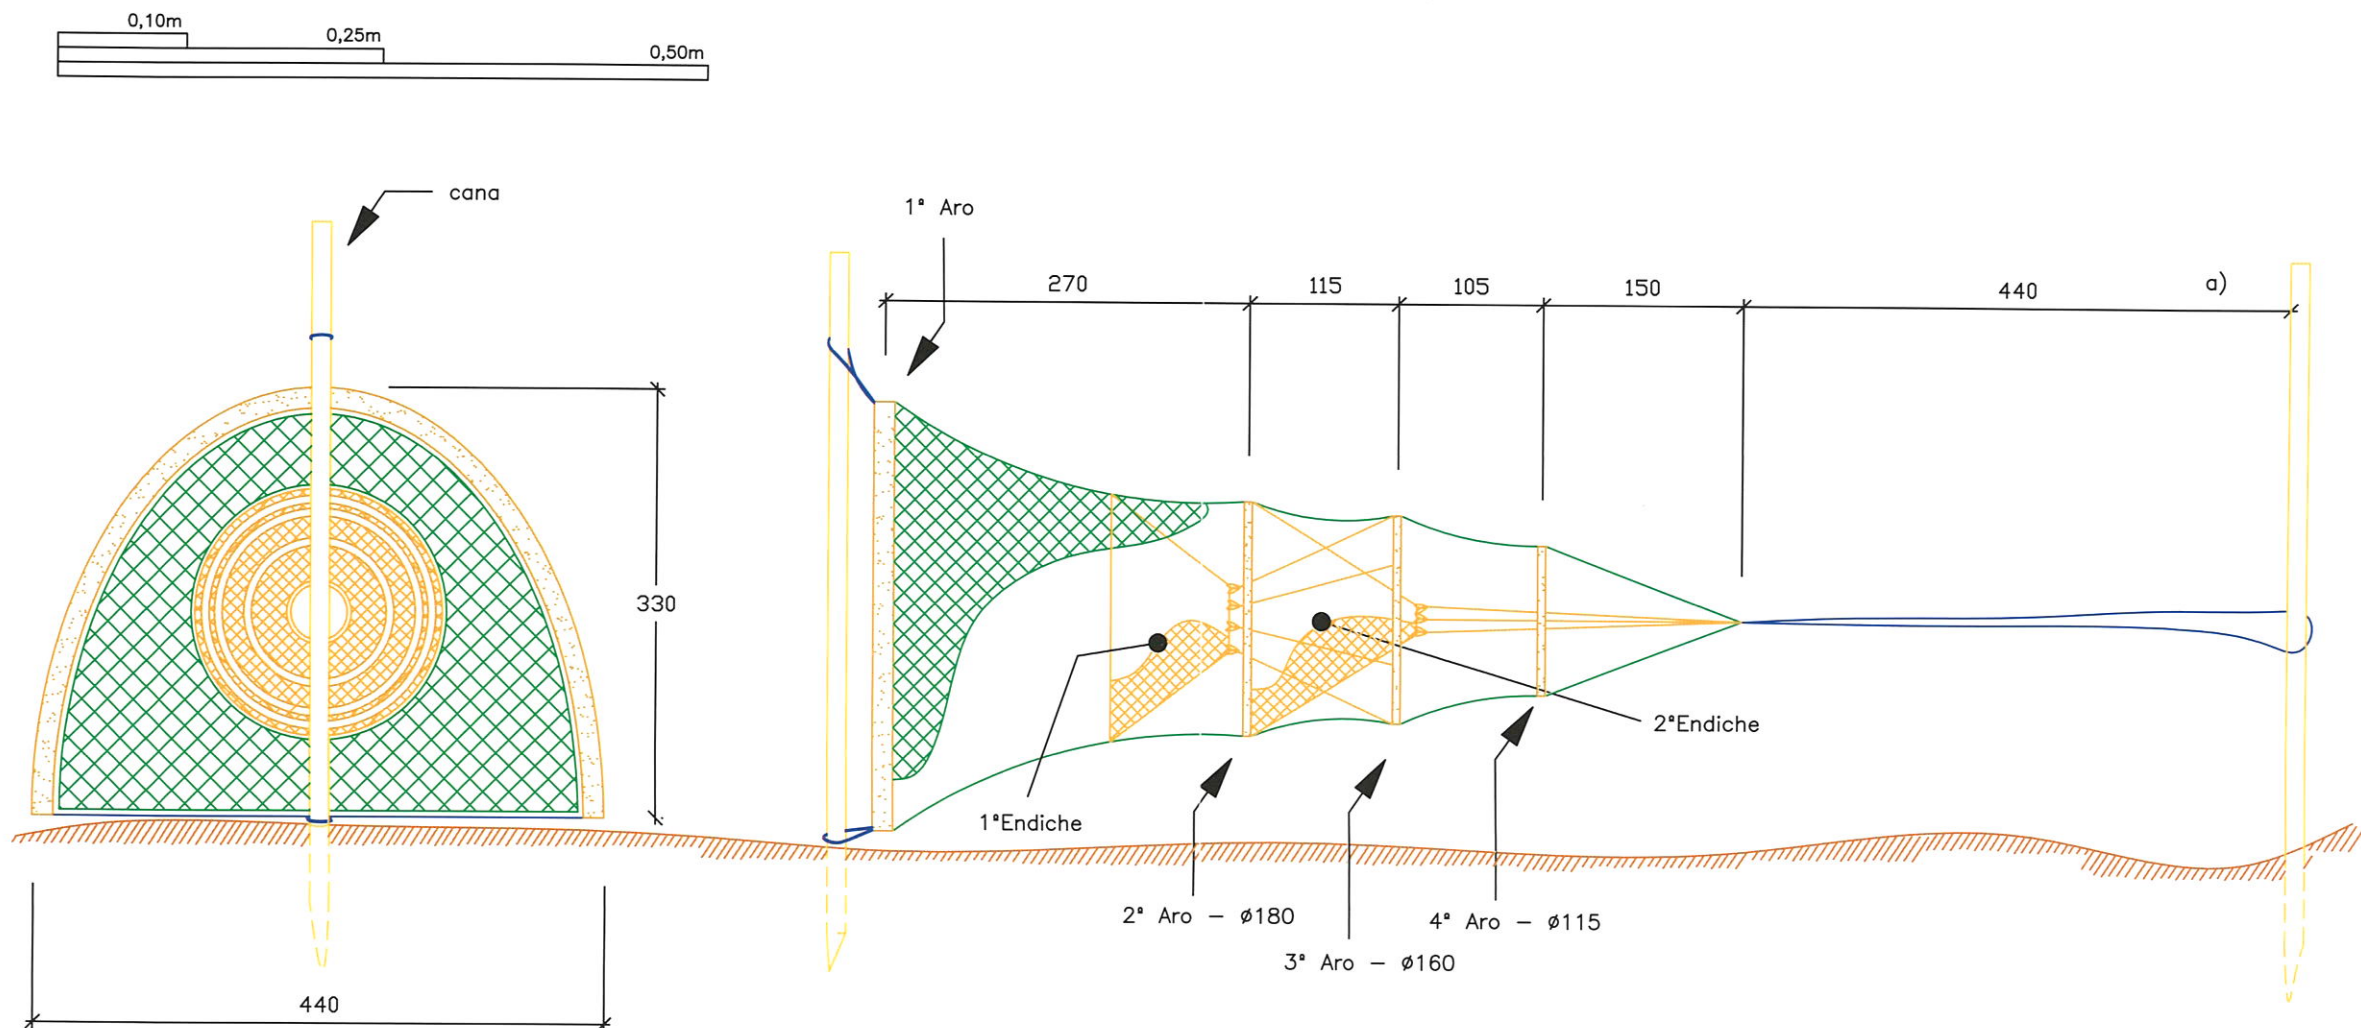 0,10m
0,25m
0,50m
cana
1ª Aro
270
115
105
150
440
a)
330
1ªEndiche
2ªEndiche
2ª Aro – ø180
3ª Aro – ø160
4ª Aro – ø115
440